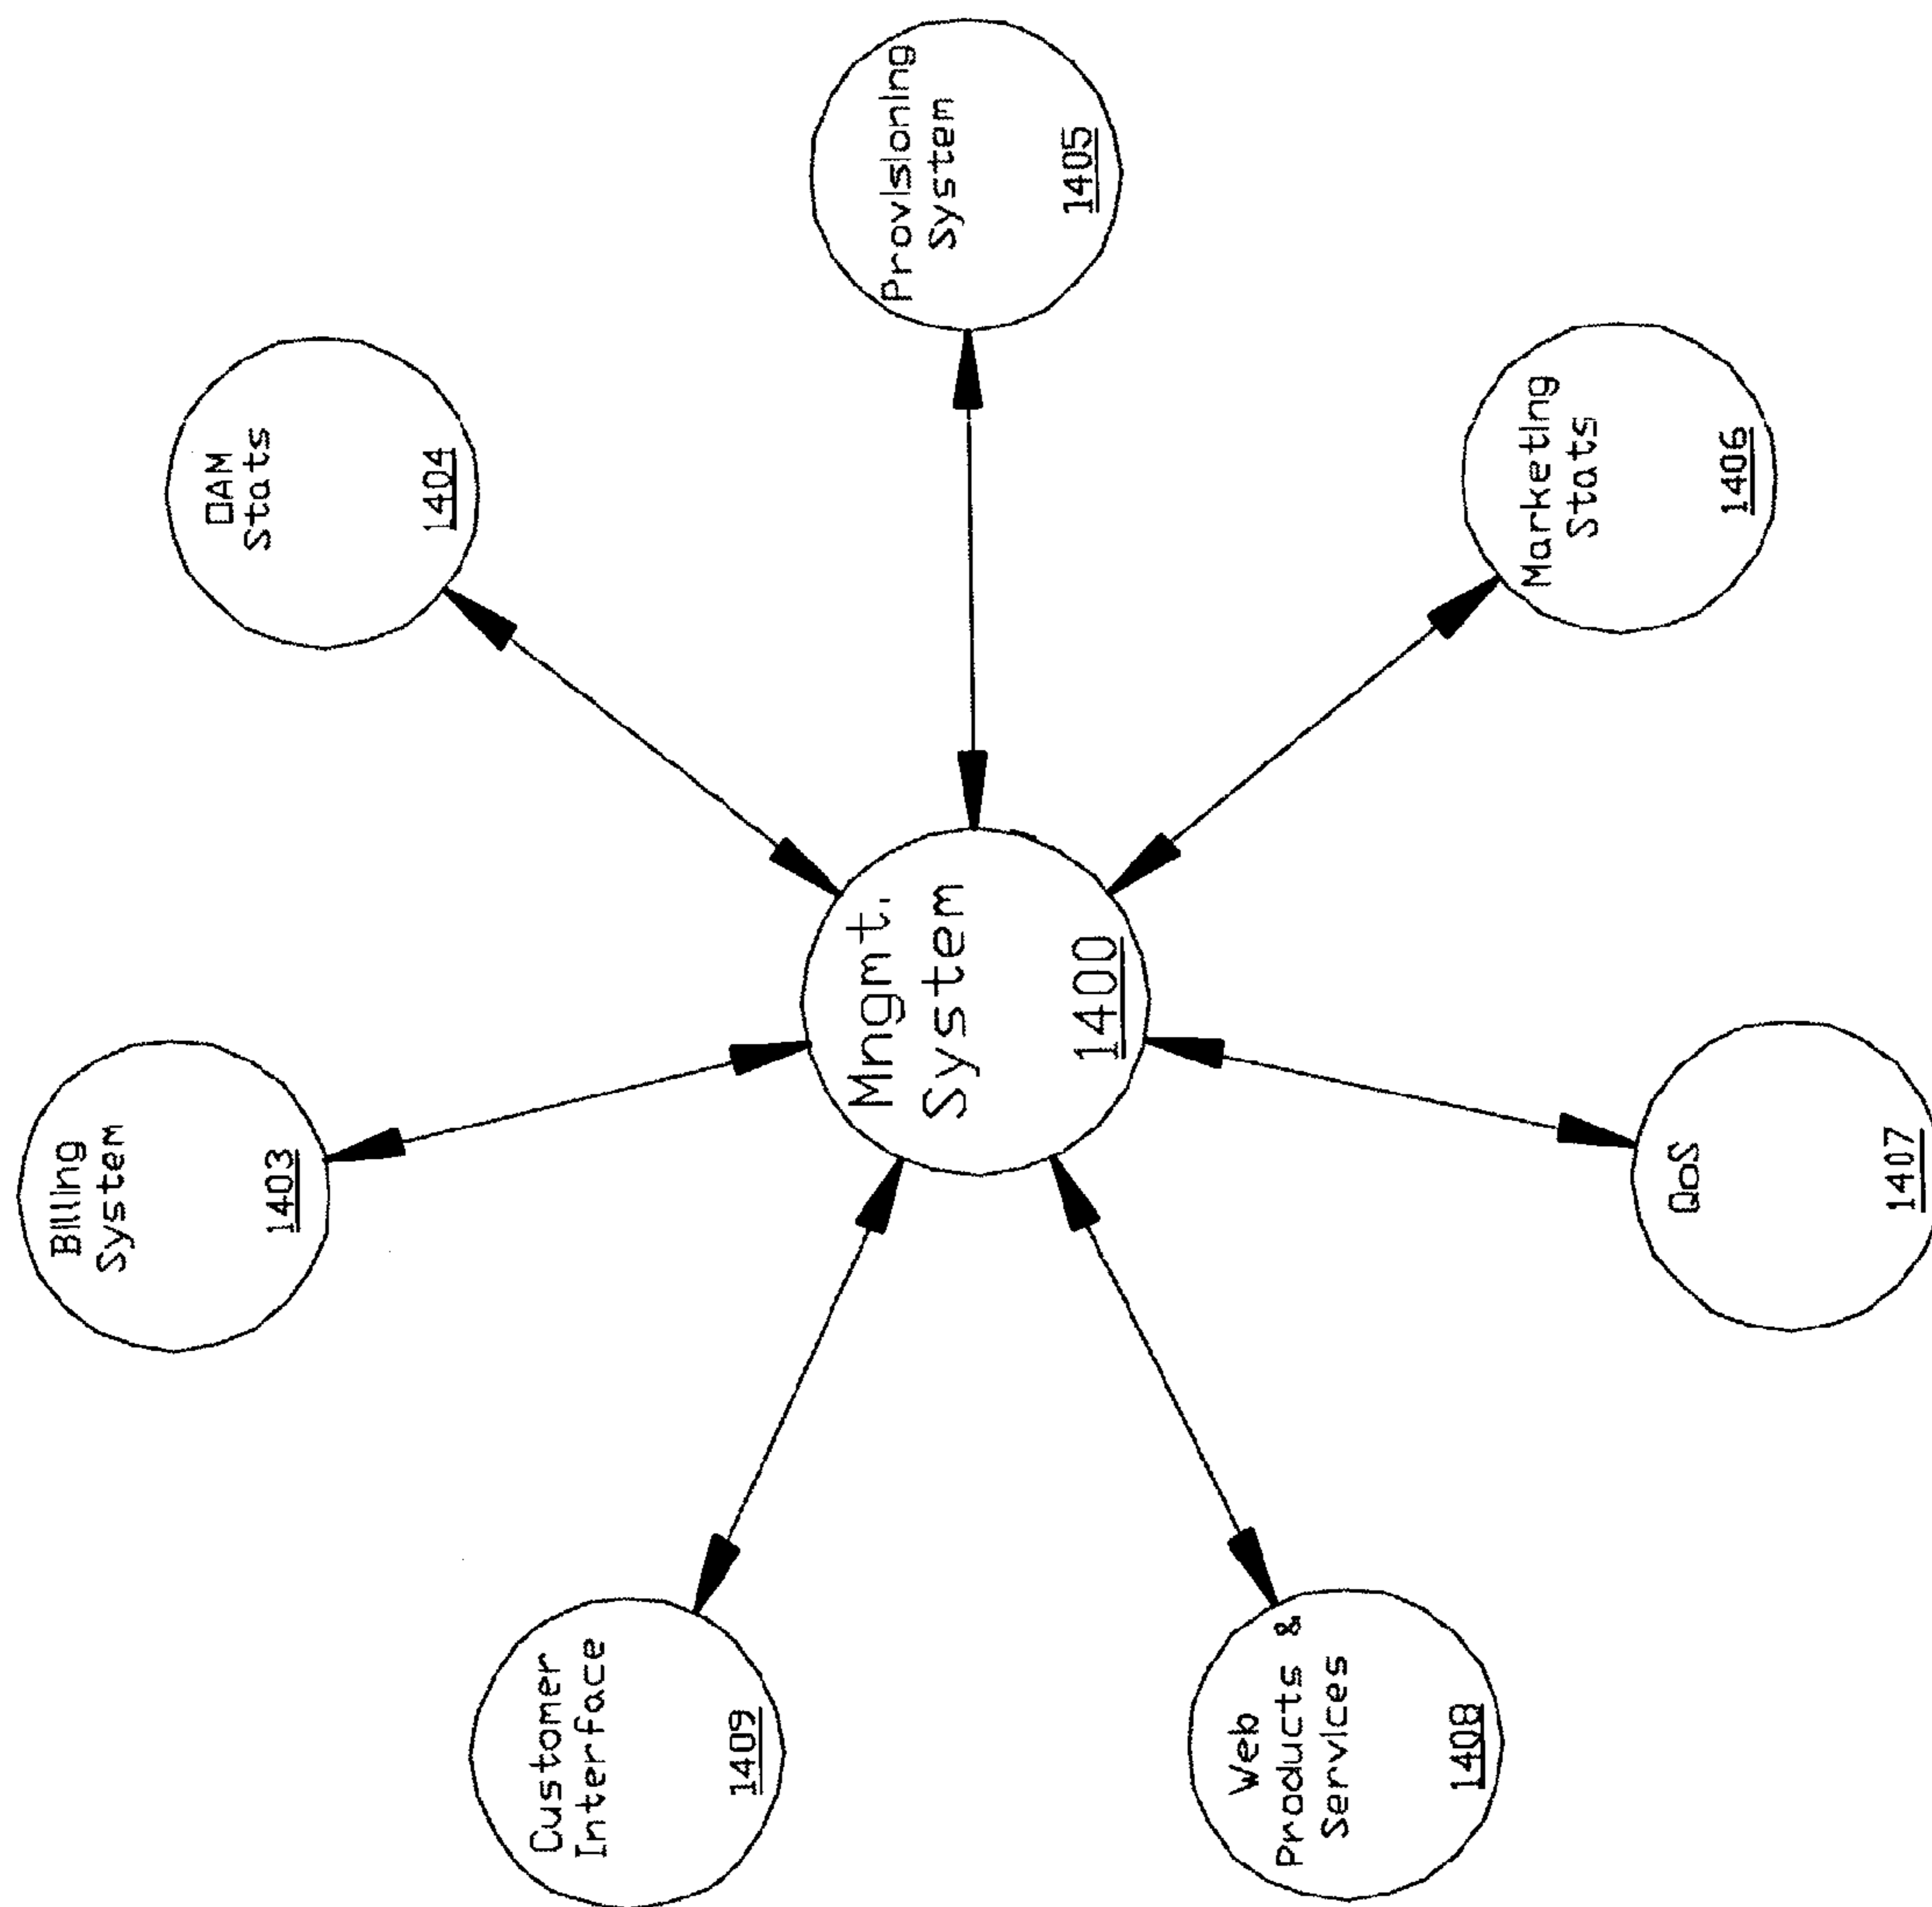 Billing
System
1403
OAM
Stats
1404
Customer
Interface
1409
Mngmt.
System
1400
Provisioning
System
1405
Web
Products &
Services
1408
Marketing
Stats
1406
QoS
1407